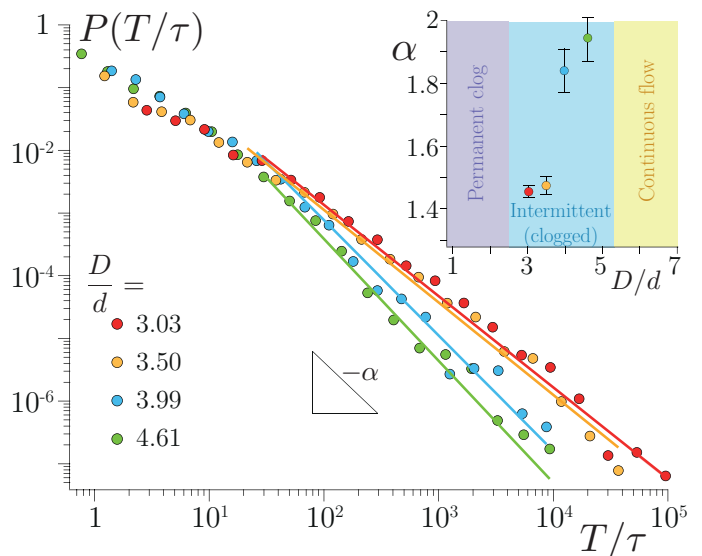 P(T/τ)
1
10^-2
10^-4
10^-6
1
10^1
10^2
10^3
10^4
10^5
T/τ
D/d =
3.03
3.50
3.99
4.61
−α
α
2
1.8
1.6
1.4
1
3
5
7
D/d
Permanent clog
Intermittent
(clogged)
Continuous flow